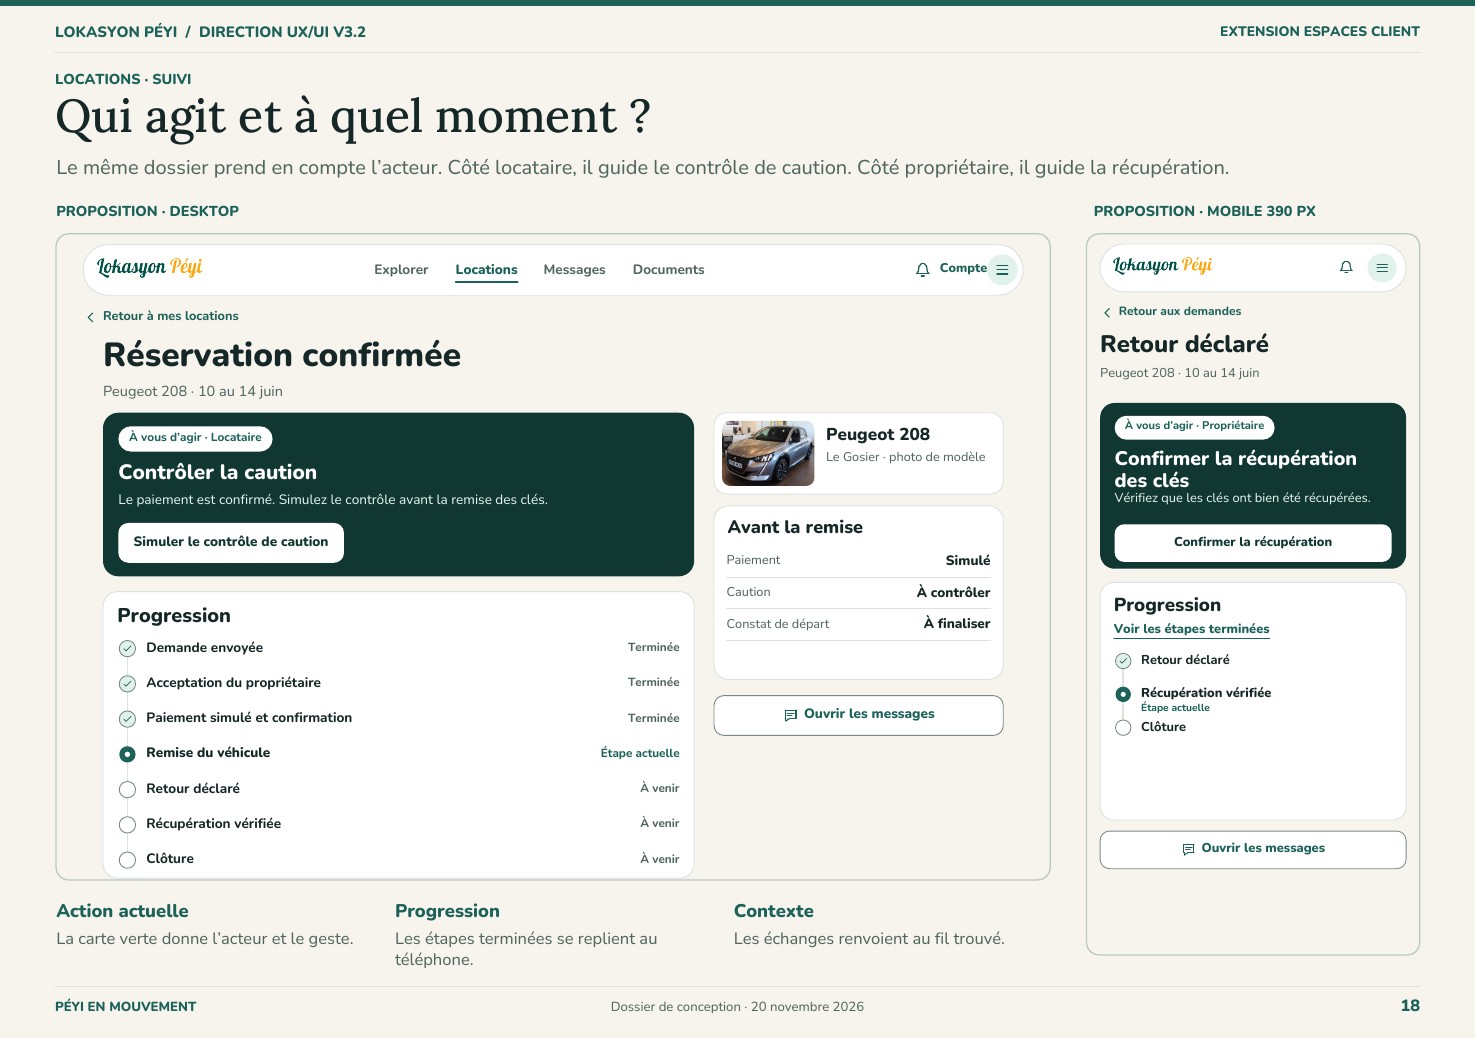 LOKASYON PÉYI / DIRECTION UX/UI V3.2
EXTENSION ESPACES CLIENT
LOCATIONS · SUIVI
Qui agit et à quel moment ?
Le même dossier prend en compte l’acteur. Côté locataire, il guide le contrôle de caution. Côté propriétaire, il guide la récupération.
PROPOSITION · DESKTOP
Lokasyon Péyi
Explorer
Locations
Messages
Documents
Compte
Retour à mes locations
Réservation confirmée
Peugeot 208 · 10 au 14 juin
À vous d’agir · Locataire
Contrôler la caution
Le paiement est confirmé. Simulez le contrôle avant la remise des clés.
Simuler le contrôle de caution
Progression
Demande envoyée
Terminée
Acceptation du propriétaire
Terminée
Paiement simulé et confirmation
Terminée
Remise du véhicule
Étape actuelle
Retour déclaré
À venir
Récupération vérifiée
À venir
Clôture
À venir
Peugeot 208
Le Gosier · photo de modèle
Avant la remise
Paiement
Simulé
Caution
À contrôler
Constat de départ
À finaliser
Ouvrir les messages
PROPOSITION · MOBILE 390 PX
Lokasyon Péyi
Retour aux demandes
Retour déclaré
Peugeot 208 · 10 au 14 juin
À vous d’agir · Propriétaire
Confirmer la récupération
des clés
Vérifiez que les clés ont bien été récupérées.
Confirmer la récupération
Progression
Voir les étapes terminées
Retour déclaré
Récupération vérifiée
Étape actuelle
Clôture
Ouvrir les messages
Action actuelle
La carte verte donne l’acteur et le geste.
Progression
Les étapes terminées se replient au
téléphone.
Contexte
Les échanges renvoient au fil trouvé.
PÉYI EN MOUVEMENT
Dossier de conception · 20 novembre 2026
18